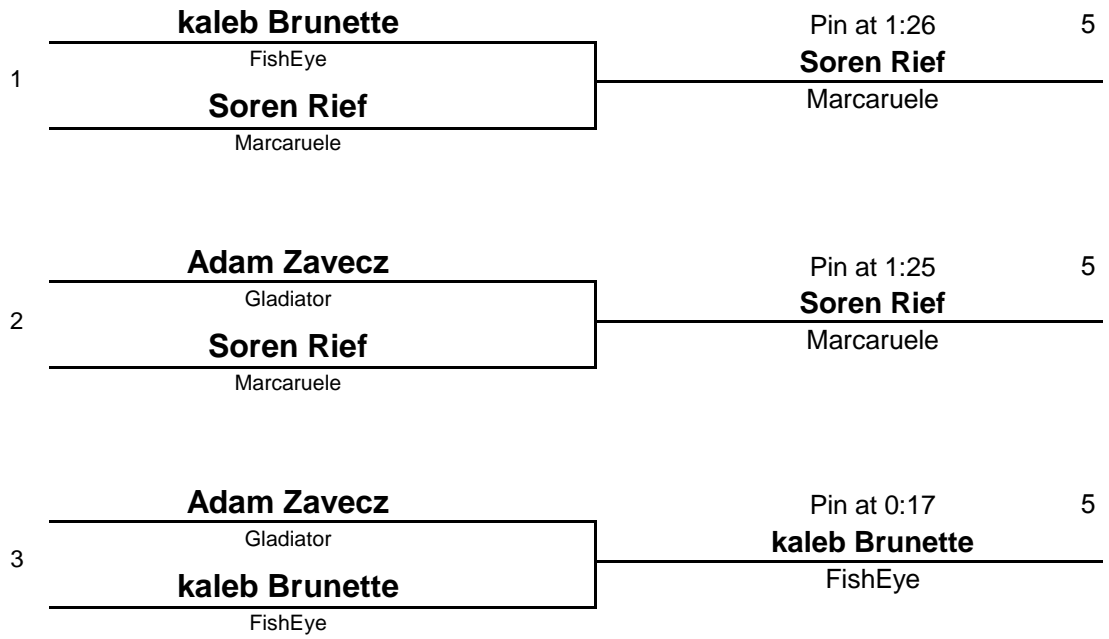 kaleb Brunette
FishEye
1
Soren Rief
Marcaruele
Pin at 1:26 5
Soren Rief
Marcaruele
Adam Zavecz
Gladiator
2
Soren Rief
Marcaruele
Pin at 1:25 5
Soren Rief
Marcaruele
Adam Zavecz
Gladiator
3
kaleb Brunette
FishEye
Pin at 0:17 5
kaleb Brunette
FishEye